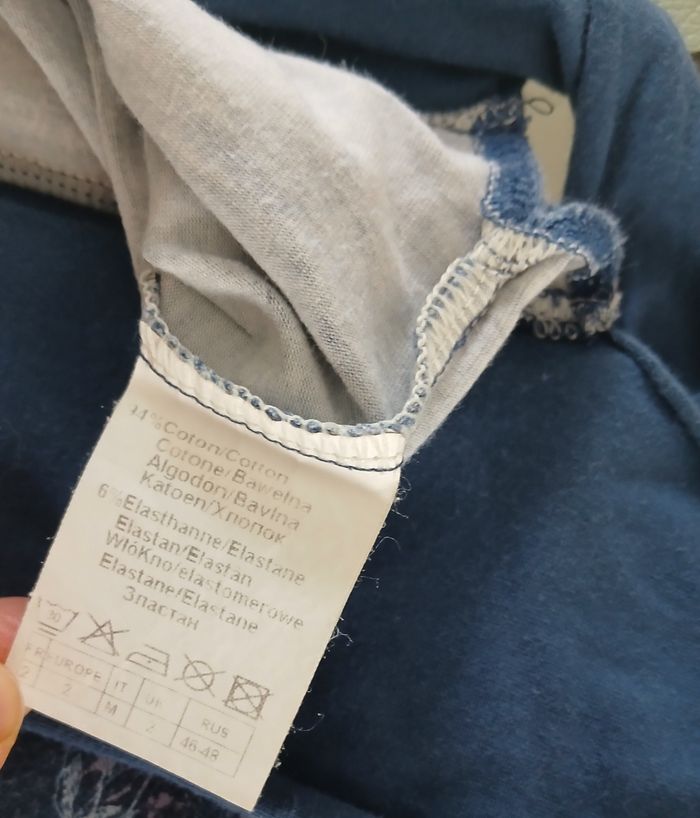 %Coton/Cotton
Cotone/Bawełna
Algodon/Bavlna
Katoen/Хлопок
6%Elasthanne/Elastane
Elastan/Elastan
WłóKno/elastomerowe
Elastane/Elastane
Эластан
30
FR EUROPE IT UK RUS
2 2 M 2 46-48